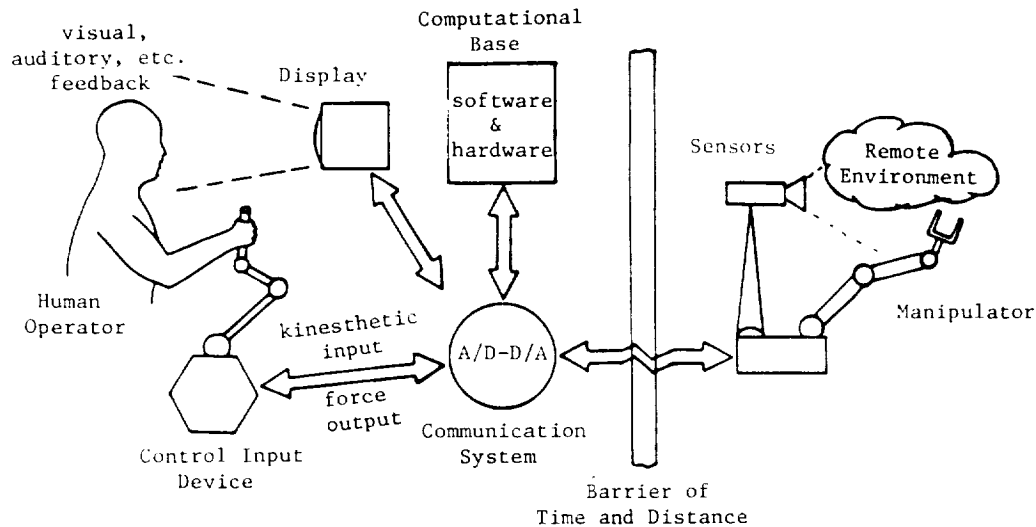 visual,
auditory, etc.
feedback
Display
Computational
Base
software
&
hardware
Sensors
Remote
Environment
Human
Operator
kinesthetic
input
force
output
A/D-D/A
Manipulator
Control Input
Device
Communication
System
Barrier of
Time and Distance